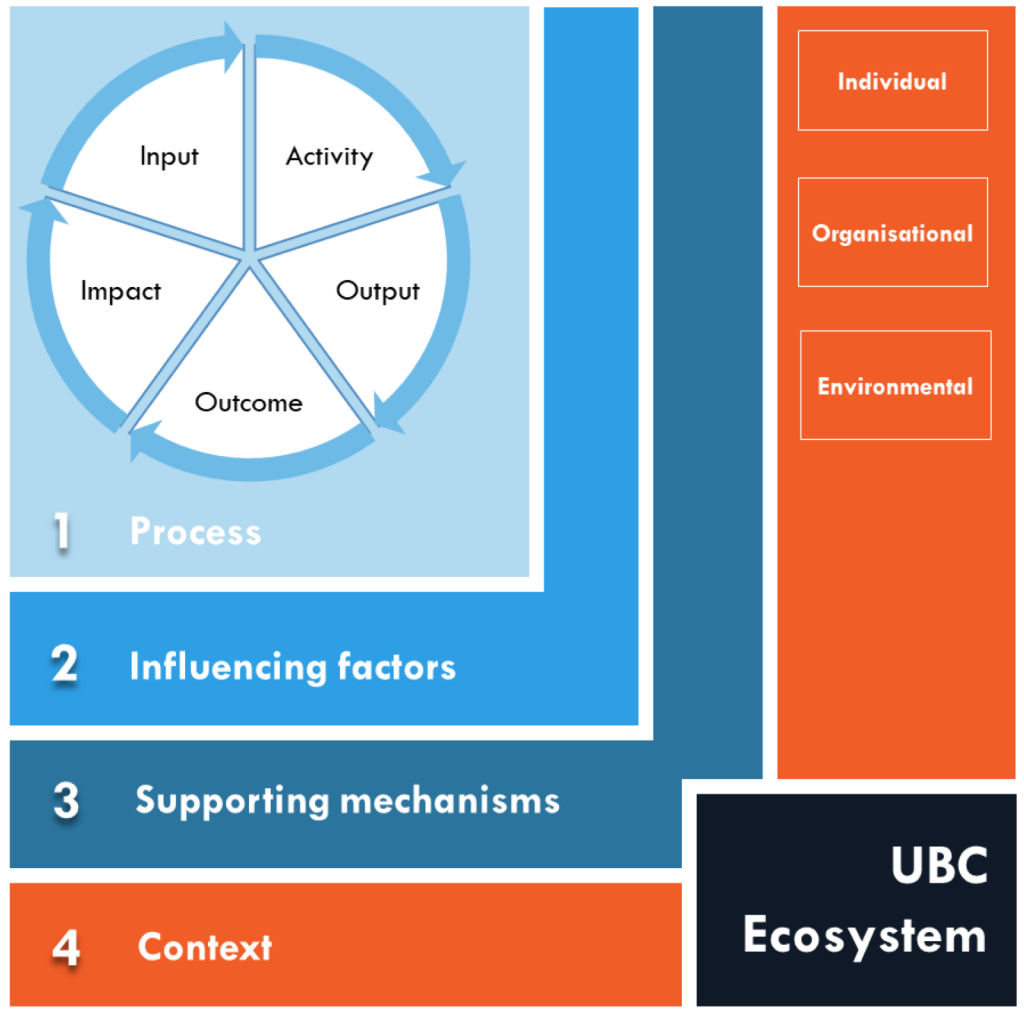 Input
Activity
Output
Outcome
Impact
1 Process
2 Influencing factors
3 Supporting mechanisms
4 Context
Individual
Organisational
Environmental
UBC
Ecosystem